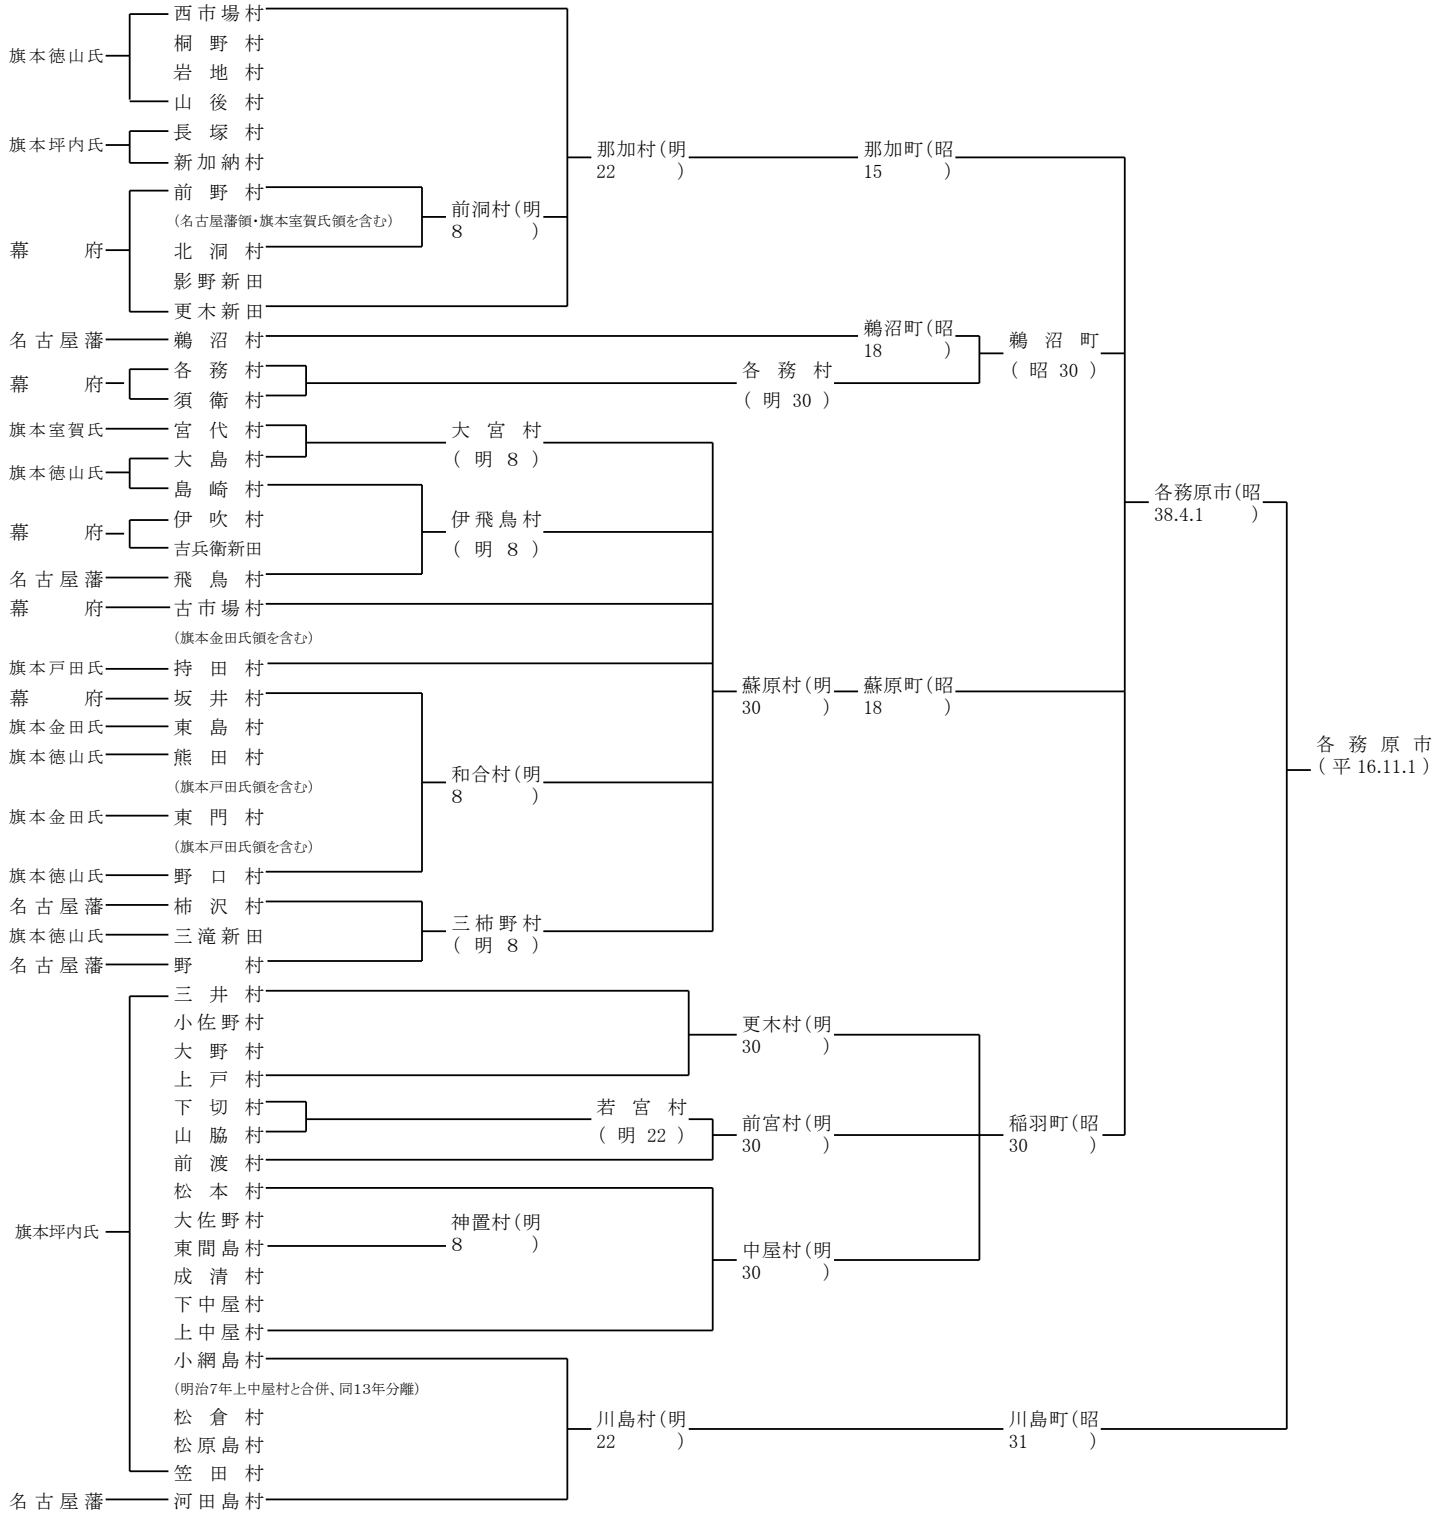 西市場村
旗本徳山氏
桐野村
岩地村
山後村
旗本坪内氏
長塚村
新加納村
那加村(明22)
那加町(昭15)
前野村
(名古屋藩領・旗本室賀氏領を含む)
前洞村(明8)
幕府
北洞村
影野新田
更木新田
名古屋藩
鵜沼村
鵜沼町(昭18)
鵜沼町
(昭30)
幕府
各務村
須衛村
各務村
(明30)
旗本室賀氏
宮代村
大宮村
(明8)
旗本徳山氏
大島村
島崎村
幕府
伊吹村
吉兵衛新田
伊飛鳥村
(明8)
各務原市(昭38.4.1)
名古屋藩
飛鳥村
幕府
古市場村
(旗本金田氏領を含む)
旗本戸田氏
持田村
幕府
坂井村
蘇原村(明30)
蘇原町(昭18)
旗本金田氏
東島村
旗本徳山氏
熊田村
(旗本戸田氏領を含む)
和合村(明8)
各務原市
(平16.11.1)
旗本金田氏
東門村
(旗本戸田氏領を含む)
旗本徳山氏
野口村
名古屋藩
柿沢村
旗本徳山氏
三滝新田
三柿野村
(明8)
名古屋藩
野村
三井村
小佐野村
大野村
上戸村
更木村(明30)
下切村
山脇村
若宮村
(明22)
前渡村
前宮村(明30)
稲羽町(昭30)
松本村
旗本坪内氏
大佐野村
東間島村
神置村(明8)
成清村
下中屋村
上中屋村
中屋村(明30)
小網島村
(明治7年上中屋村と合併、同13年分離)
松倉村
松原島村
笠田村
川島村(明22)
川島町(昭31)
名古屋藩
河田島村